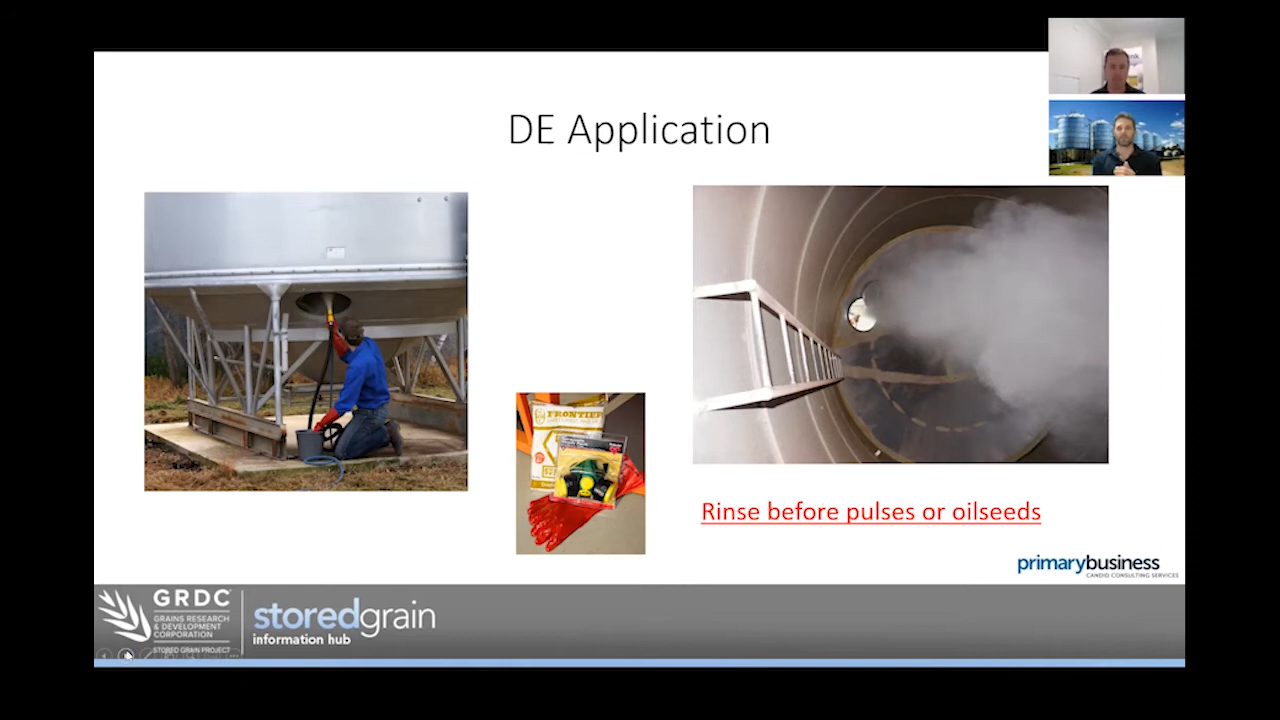 DE Application
FRONTIER
Rinse before pulses or oilseeds
primarybusiness
CANDID CONSULTING SERVICES
GRDC
GRAINS RESEARCH
& DEVELOPMENT
CORPORATION
STORED GRAIN PROJECT
storedgrain
information hub